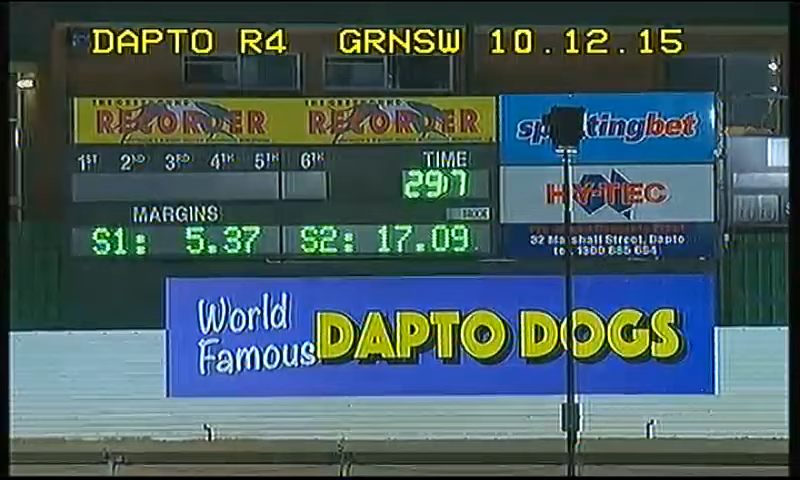 DAPTO R4 GRNSW 10.12.15
RECORDER RECORDER
sportingbet
1ST 2ND 3RD 4TH 5TH 6TH TIME
29:7
HY-TEC
MARGINS
S1: 5.37 S2: 17.09
32 Marshall Street, Dapto
World
Famous DAPTO DOGS